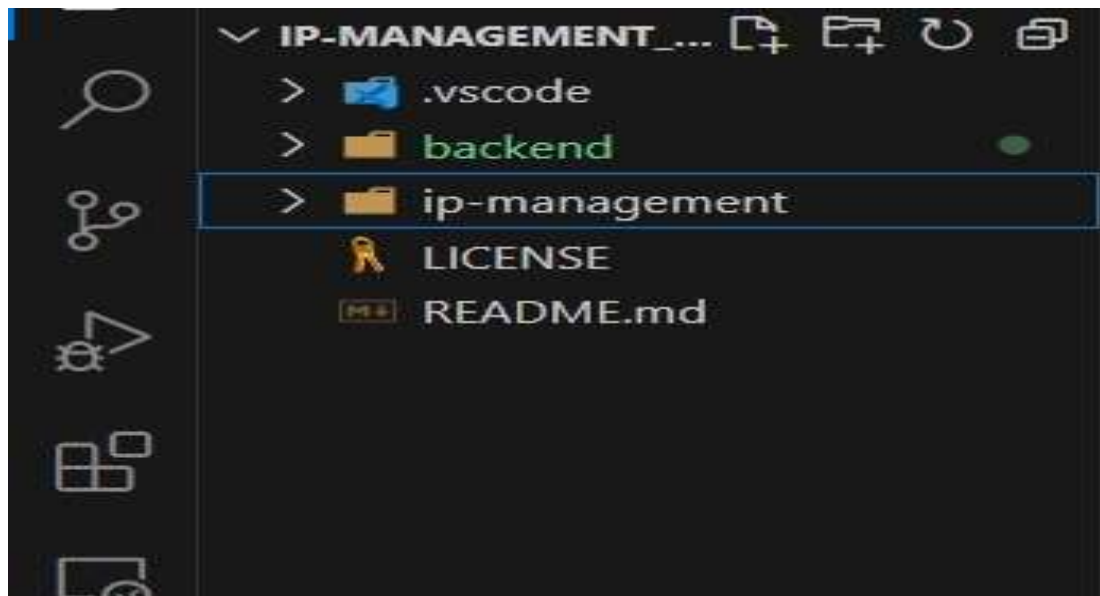 IP-MANAGEMENT_...
.vscode
backend
ip-management
LICENSE
README.md